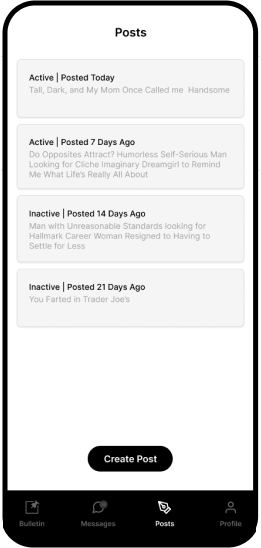 Posts
Active | Posted Today
Tall, Dark, and My Mom Once Called me  Handsome
Active | Posted 7 Days Ago
Do Opposites Attract? Humorless Self-Serious Man
Looking for Cliche Imaginary Dreamgirl to Remind
Me What Life's Really All About
Inactive | Posted 14 Days Ago
Man with Unreasonable Standards looking for
Hallmark Career Woman Resigned to Having to
Settle for Less
Inactive | Posted 21 Days Ago
You Farted in Trader Joe's
Create Post
Bulletin
Messages
Posts
Profile